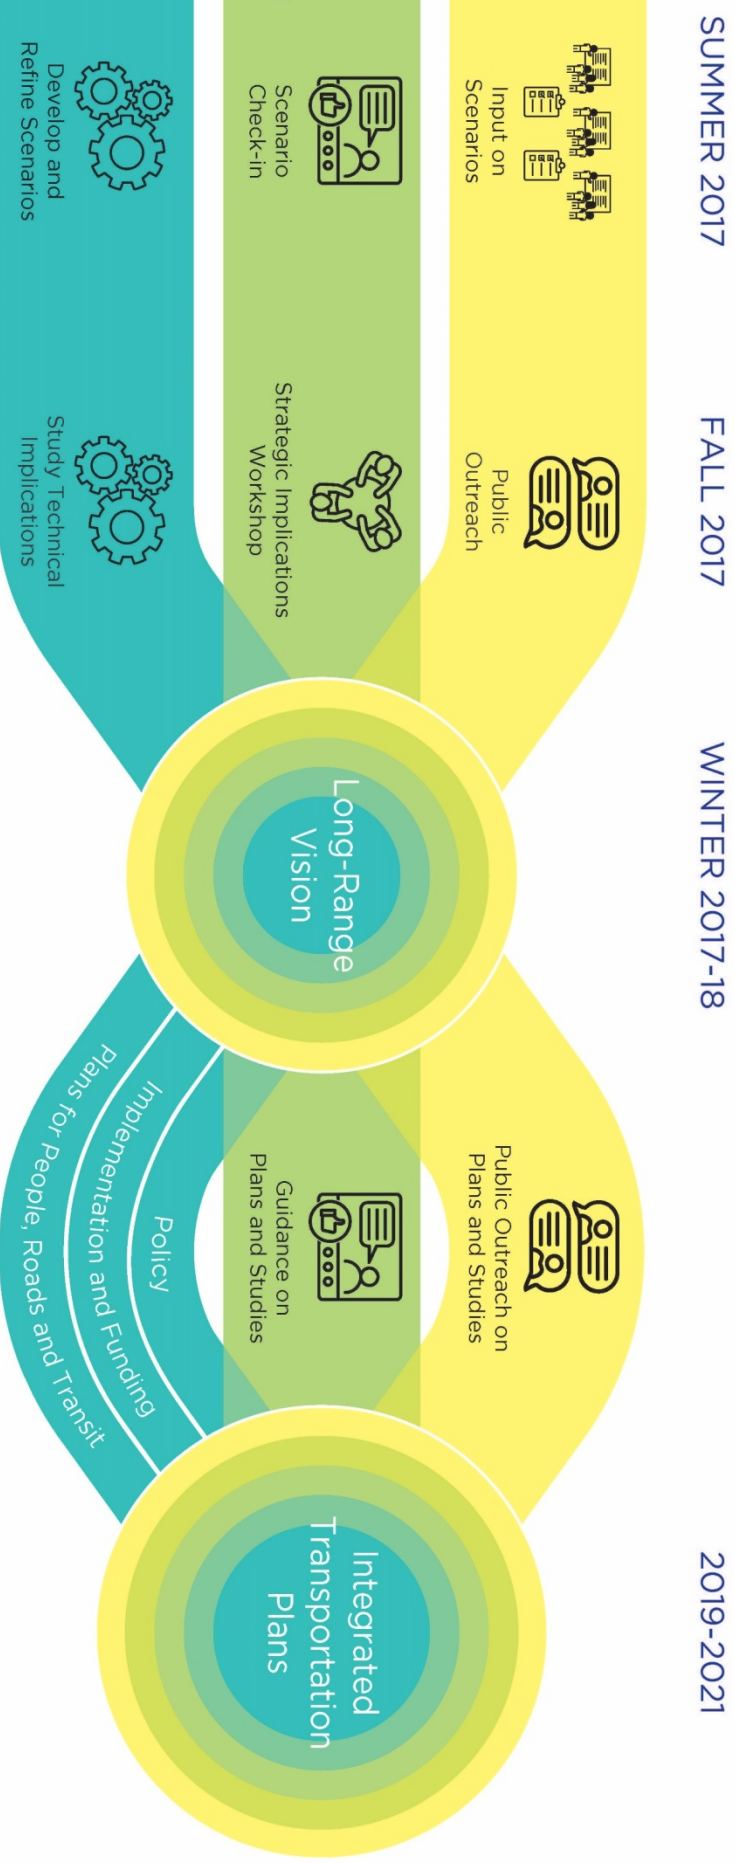 SUMMER 2017
FALL 2017
WINTER 2017-18
2019-2021
Input on
Scenarios
Public
Outreach
Public Outreach on
Plans and Studies
Scenario
Check-in
Strategic Implications
Workshop
Guidance on
Plans and Studies
Develop and
Refine Scenarios
Study Technical
Implications
Long-Range
Vision
Policy
Implementation and Funding
Plans for People, Roads and Transit
Integrated
Transportation
Plans